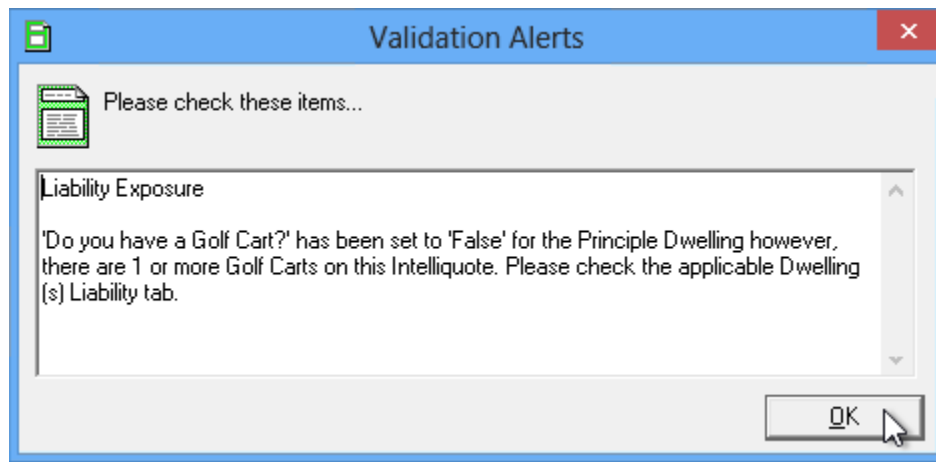 Validation Alerts
Please check these items...
Liability Exposure
'Do you have a Golf Cart?' has been set to 'False' for the Principle Dwelling however,
there are 1 or more Golf Carts on this Intelliquote. Please check the applicable Dwelling
(s) Liability tab.
OK